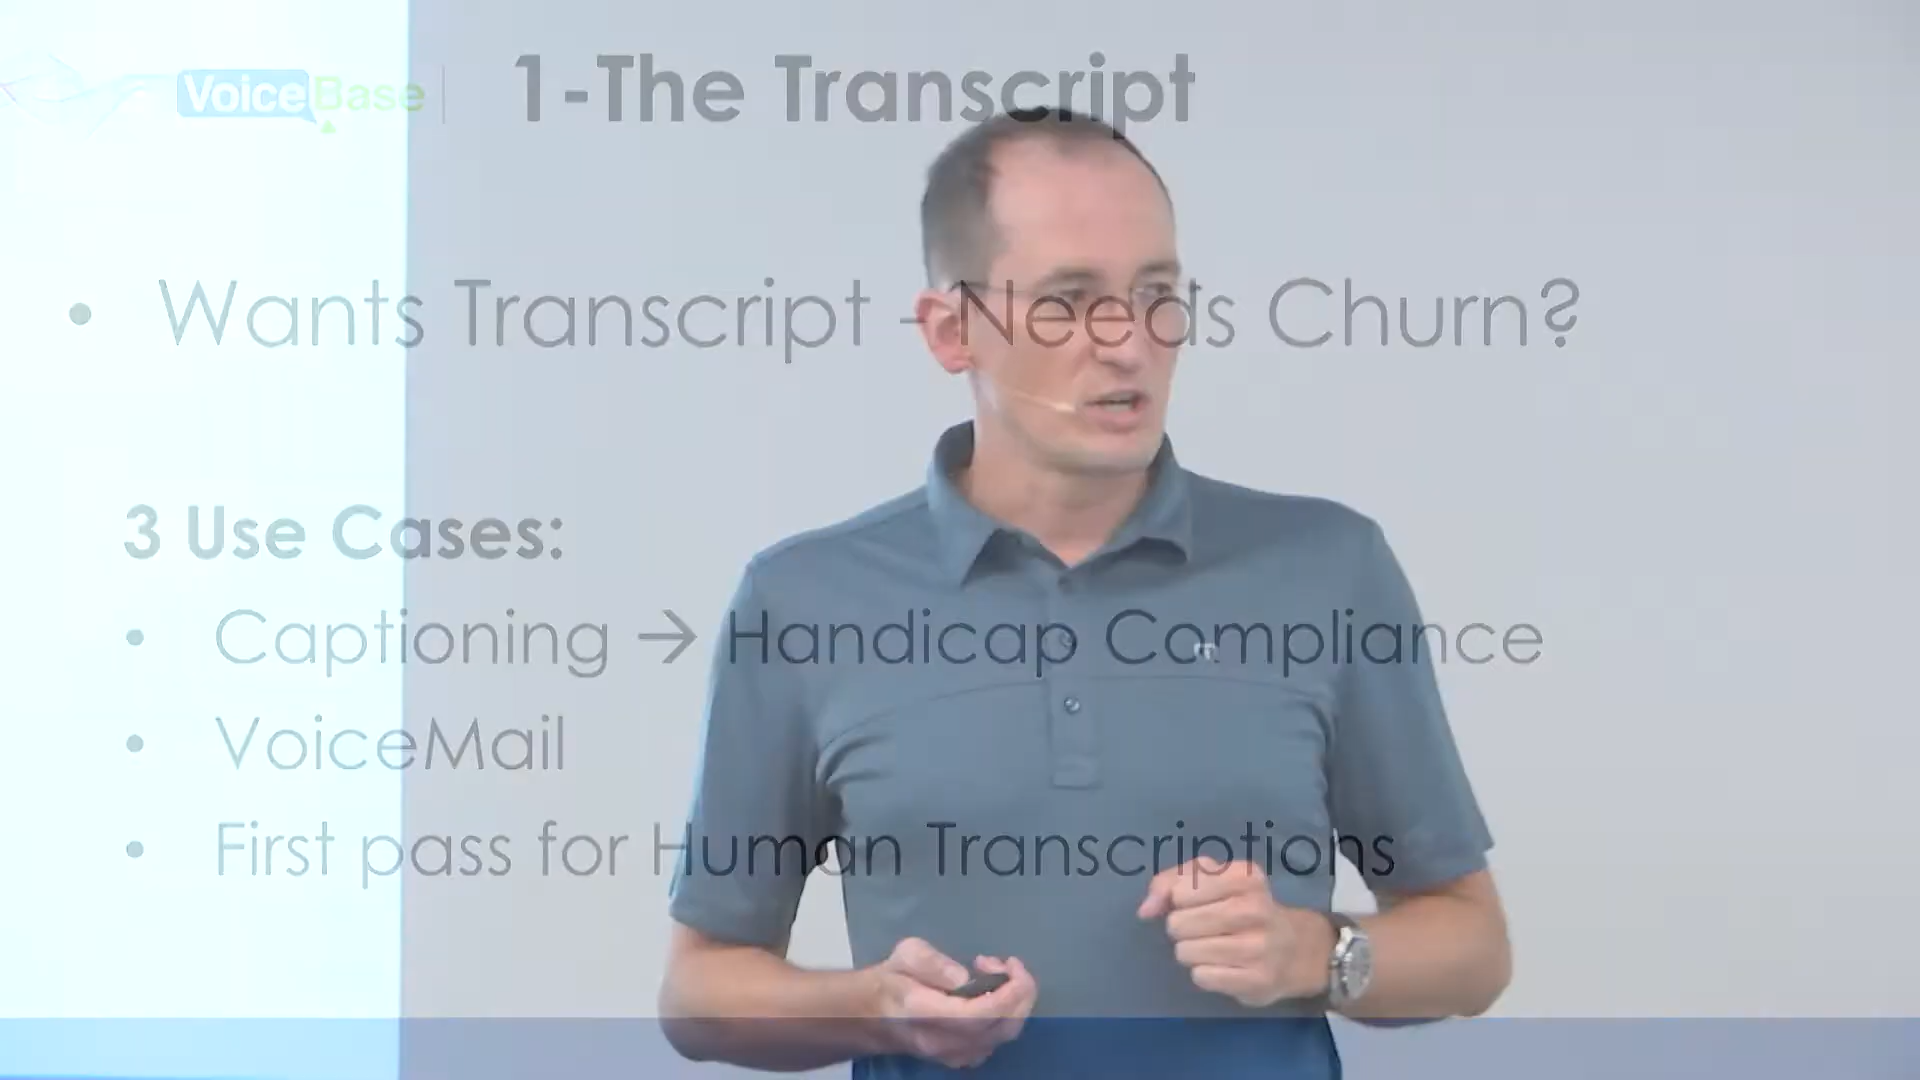 VoiceBase
1-The Transcript
• Wants Transcript - Needs Churn?
3 Use Cases:
• Captioning → Handicap Compliance
• VoiceMail
• First pass for Human Transcriptions